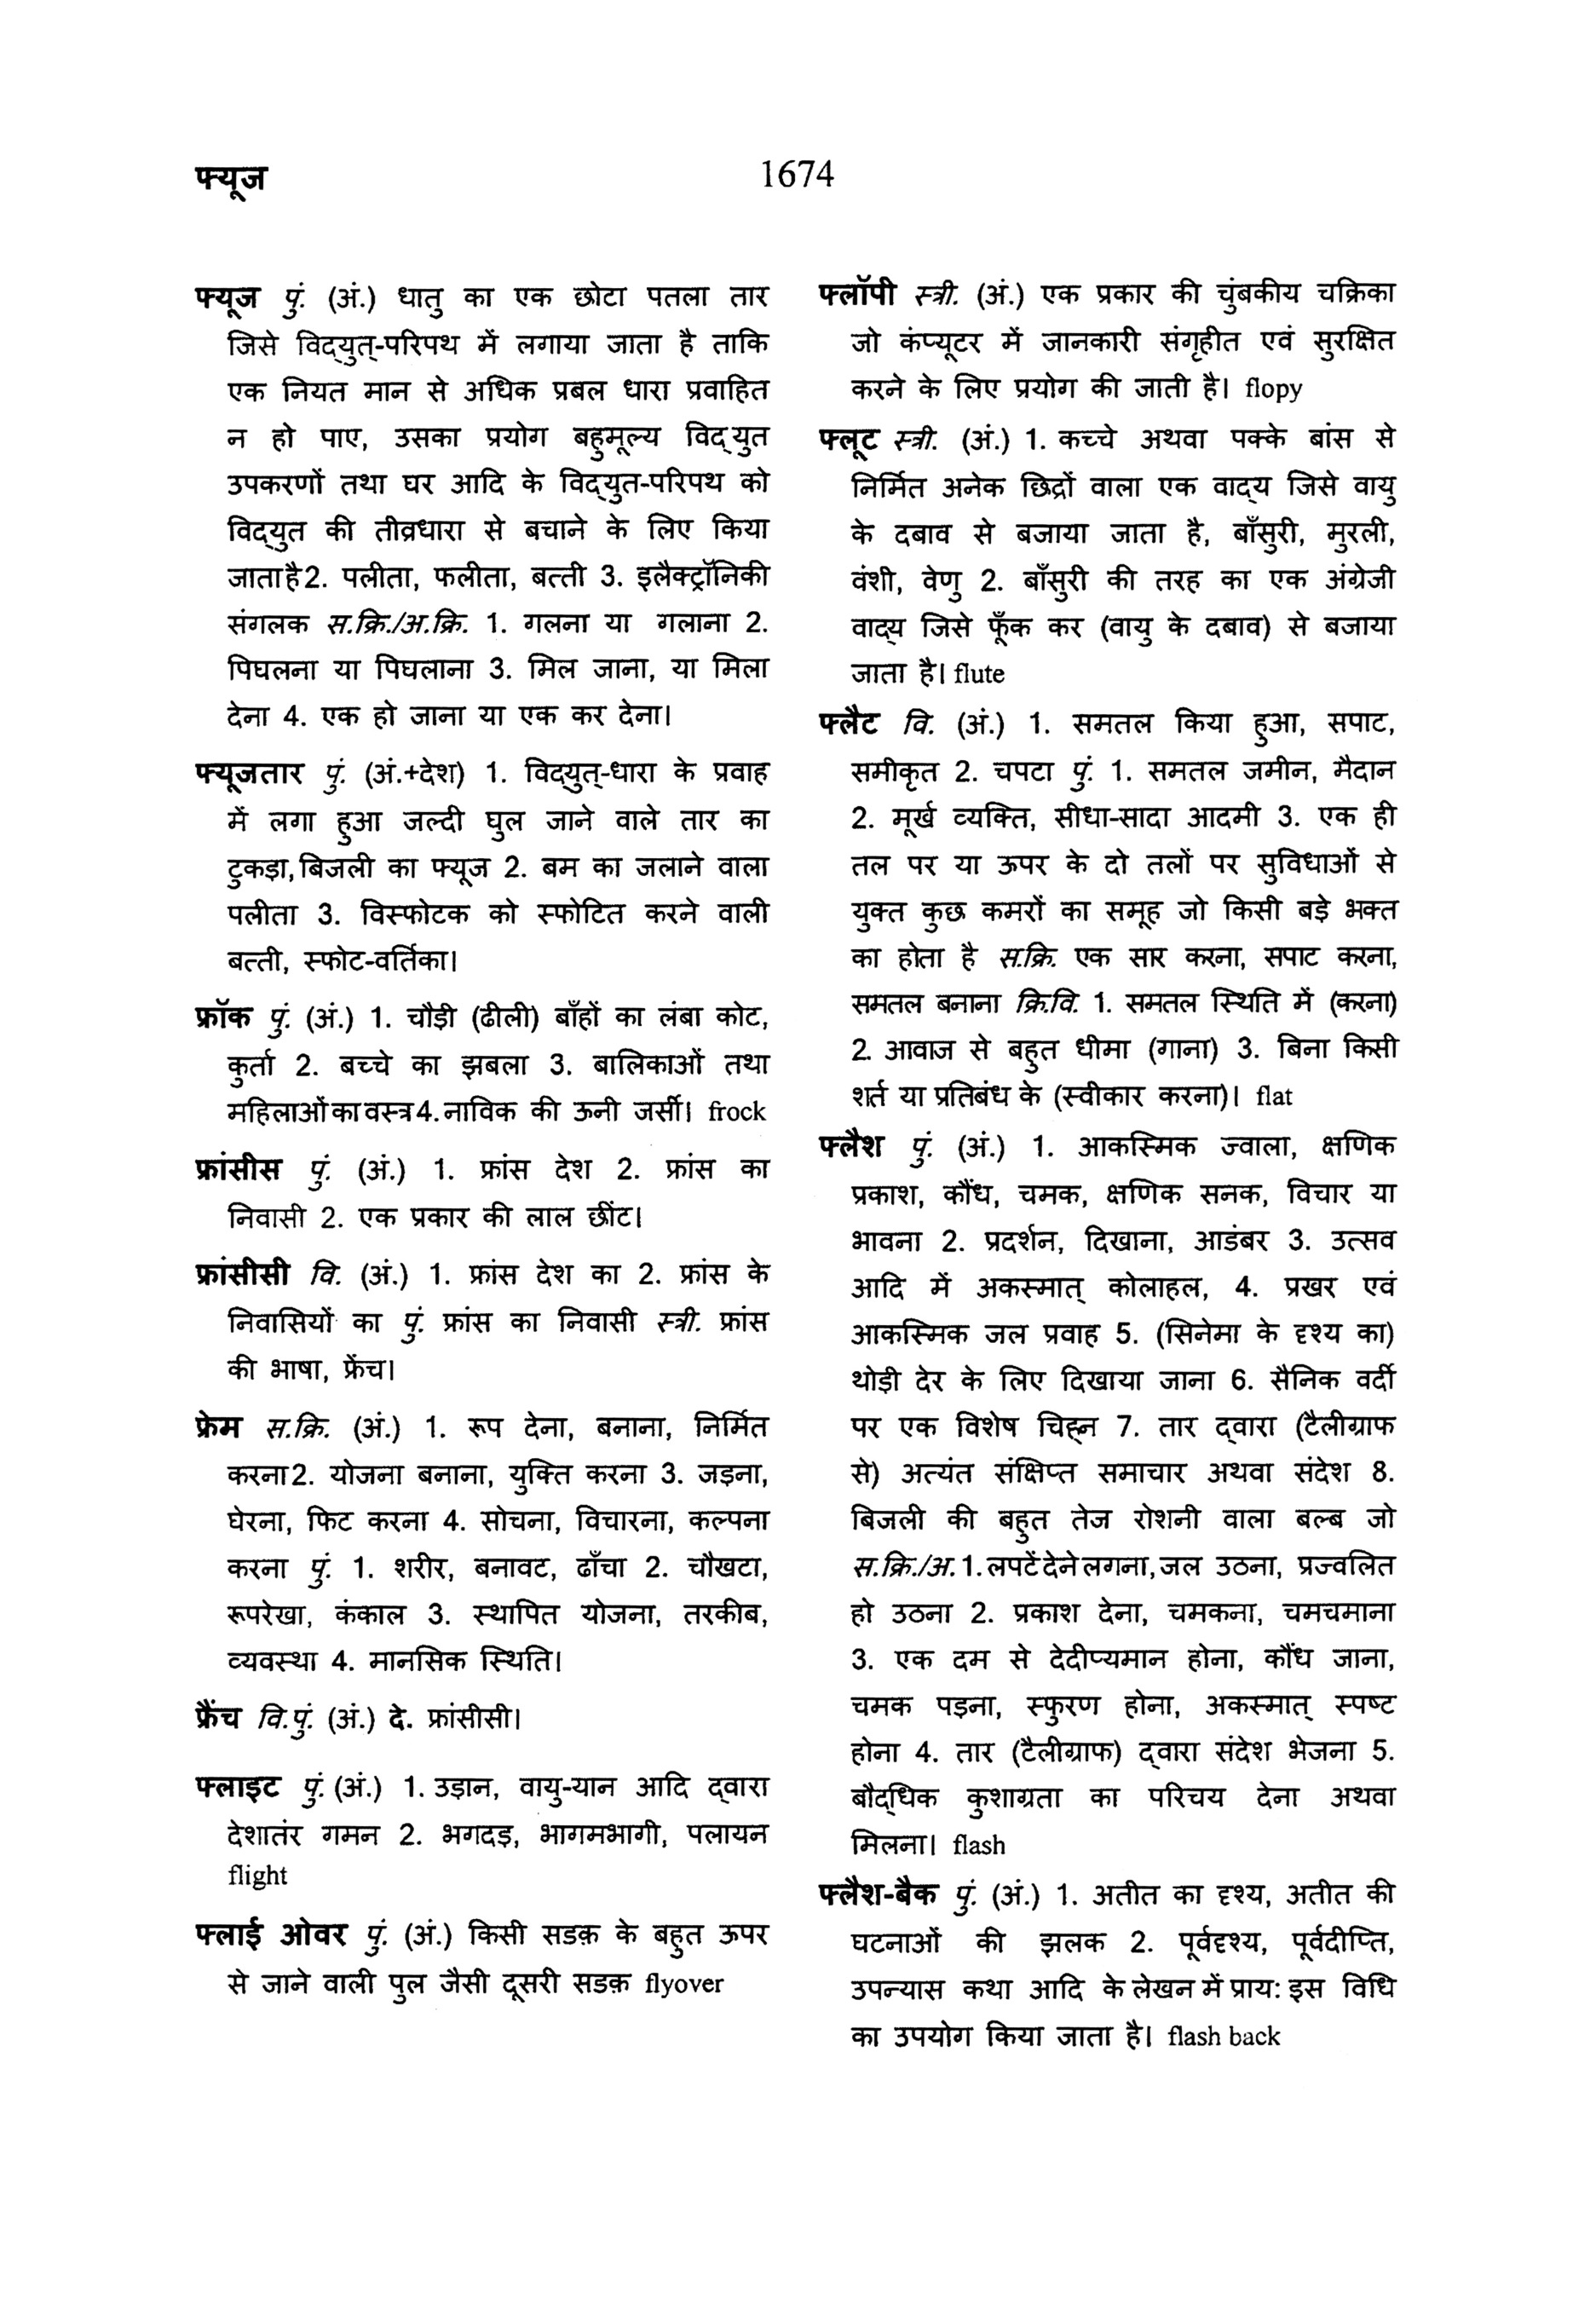 फ्यूज
1674
फ्यूज पुं. (अं.) धातु का एक छोटा पतला तार
जिसे विद्युत्-परिपथ में लगाया जाता है ताकि
एक नियत मान से अधिक प्रबल धारा प्रवाहित
न हो पाए, उसका प्रयोग बहुमूल्य विद्युत
उपकरणों तथा घर आदि के विद्युत-परिपथ को
विद्युत की तीव्रधारा से बचाने के लिए किया
जाता है 2. पलीता, फलीता, बत्ती 3. इलैक्ट्रॉनिकी
संगलक स.क्रि./अ.क्रि. 1. गलना या गलाना 2.
पिघलना या पिघलाना 3. मिल जाना, या मिला
देना 4. एक हो जाना या एक कर देना।
फ्यूजतार पुं. (अं.+देश) 1. विद्युत्-धारा के प्रवाह
में लगा हुआ जल्दी घुल जाने वाले तार का
टुकड़ा, बिजली का फ्यूज 2. बम का जलाने वाला
पलीता 3. विस्फोटक को स्फोटित करने वाली
बत्ती, स्फोट-वर्तिका।
फ्रॉक पुं. (अं.) 1. चौड़ी (ढीली) बाँहों का लंबा कोट,
कुर्ता 2. बच्चे का झबला 3. बालिकाओं तथा
महिलाओं का वस्त्र 4. नाविक की ऊनी जर्सी। frock
फ्रांसीस पुं. (अं.) 1. फ्रांस देश 2. फ्रांस का
निवासी 2. एक प्रकार की लाल छींट।
फ्रांसीसी वि. (अं.) 1. फ्रांस देश का 2. फ्रांस के
निवासियों का पुं. फ्रांस का निवासी स्त्री. फ्रांस
की भाषा, फ्रेंच।
फ्रेम स.क्रि. (अं.) 1. रूप देना, बनाना, निर्मित
करना 2. योजना बनाना, युक्ति करना 3. जड़ना,
घेरना, फिट करना 4. सोचना, विचारना, कल्पना
करना पुं. 1. शरीर, बनावट, ढाँचा 2. चौखटा,
रूपरेखा, कंकाल 3. स्थापित योजना, तरकीब,
व्यवस्था 4. मानसिक स्थिति।
फ्रैंच वि.पुं. (अं.) दे. फ्रांसीसी।
फ्लाइट पुं. (अं.) 1. उड़ान, वायु-यान आदि द्वारा
देशातंर गमन 2. भगदड़, भागमभागी, पलायन
flight
फ्लाई ओवर पुं. (अं.) किसी सडक़ के बहुत ऊपर
से जाने वाली पुल जैसी दूसरी सडक़ flyover
फ्लॉपी स्त्री. (अं.) एक प्रकार की चुंबकीय चक्रिका
जो कंप्यूटर में जानकारी संगृहीत एवं सुरक्षित
करने के लिए प्रयोग की जाती है। flopy
फ्लूट स्त्री. (अं.) 1. कच्चे अथवा पक्के बांस से
निर्मित अनेक छिद्रों वाला एक वाद्य जिसे वायु
के दबाव से बजाया जाता है, बाँसुरी, मुरली,
वंशी, वेणु 2. बाँसुरी की तरह का एक अंग्रेजी
वाद्य जिसे फूँक कर (वायु के दबाव) से बजाया
जाता है। flute
फ्लैट वि. (अं.) 1. समतल किया हुआ, सपाट,
समीकृत 2. चपटा पुं. 1. समतल जमीन, मैदान
2. मूर्ख व्यक्ति, सीधा-सादा आदमी 3. एक ही
तल पर या ऊपर के दो तलों पर सुविधाओं से
युक्त कुछ कमरों का समूह जो किसी बड़े भक्त
का होता है स.क्रि. एक सार करना, सपाट करना,
समतल बनाना क्रि.वि. 1. समतल स्थिति में (करना)
2. आवाज से बहुत धीमा (गाना) 3. बिना किसी
शर्त या प्रतिबंध के (स्वीकार करना)। flat
फ्लैश पुं. (अं.) 1. आकस्मिक ज्वाला, क्षणिक
प्रकाश, कौंध, चमक, क्षणिक सनक, विचार या
भावना 2. प्रदर्शन, दिखाना, आडंबर 3. उत्सव
आदि में अकस्मात् कोलाहल, 4. प्रखर एवं
आकस्मिक जल प्रवाह 5. (सिनेमा के दृश्य का)
थोड़ी देर के लिए दिखाया जाना 6. सैनिक वर्दी
पर एक विशेष चिह्न 7. तार द्वारा (टैलीग्राफ
से) अत्यंत संक्षिप्त समाचार अथवा संदेश 8.
बिजली की बहुत तेज रोशनी वाला बल्ब जो
स.क्रि./अ. 1. लपटें देने लगना, जल उठना, प्रज्वलित
हो उठना 2. प्रकाश देना, चमकना, चमचमाना
3. एक दम से देदीप्यमान होना, कौंध जाना,
चमक पड़ना, स्फुरण होना, अकस्मात् स्पष्ट
होना 4. तार (टैलीग्राफ) द्वारा संदेश भेजना 5.
बौद्धिक कुशाग्रता का परिचय देना अथवा
मिलना। flash
फ्लैश-बैक पुं. (अं.) 1. अतीत का दृश्य, अतीत की
घटनाओं की झलक 2. पूर्वदृश्य, पूर्वदीप्ति,
उपन्यास कथा आदि के लेखन में प्राय: इस विधि
का उपयोग किया जाता है। flash back